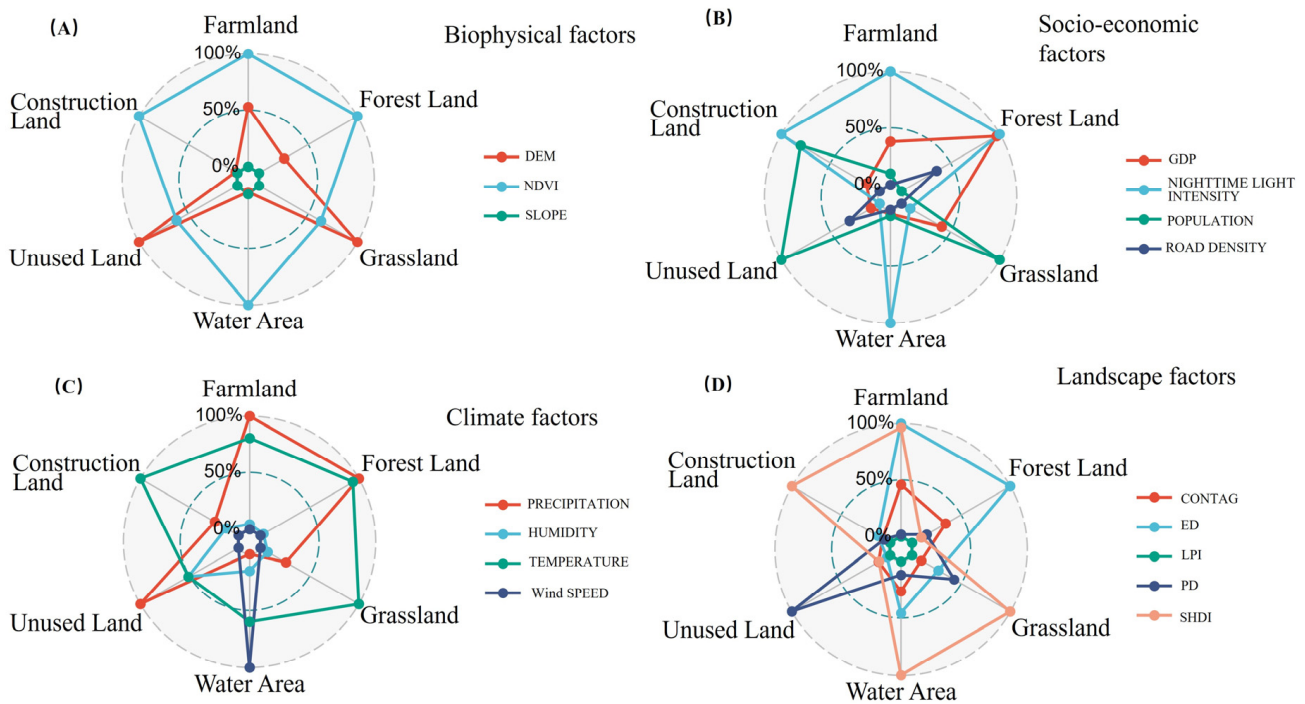 (A)
Biophysical factors
Farmland
100%
50%
0%
Construction
Land
Forest Land
Unused Land
Grassland
Water Area
DEM
NDVI
SLOPE
(B)
Socio-economic
factors
Farmland
100%
50%
0%
Construction
Land
Forest Land
Unused Land
Grassland
Water Area
GDP
NIGHTTIME LIGHT
INTENSITY
POPULATION
ROAD DENSITY
(C)
Climate factors
Farmland
100%
50%
0%
Construction
Land
Forest Land
Unused Land
Grassland
Water Area
PRECIPITATION
HUMIDITY
TEMPERATURE
Wind SPEED
(D)
Landscape factors
Farmland
100%
50%
0%
Construction
Land
Forest Land
Unused Land
Grassland
Water Area
CONTAG
ED
LPI
PD
SHDI